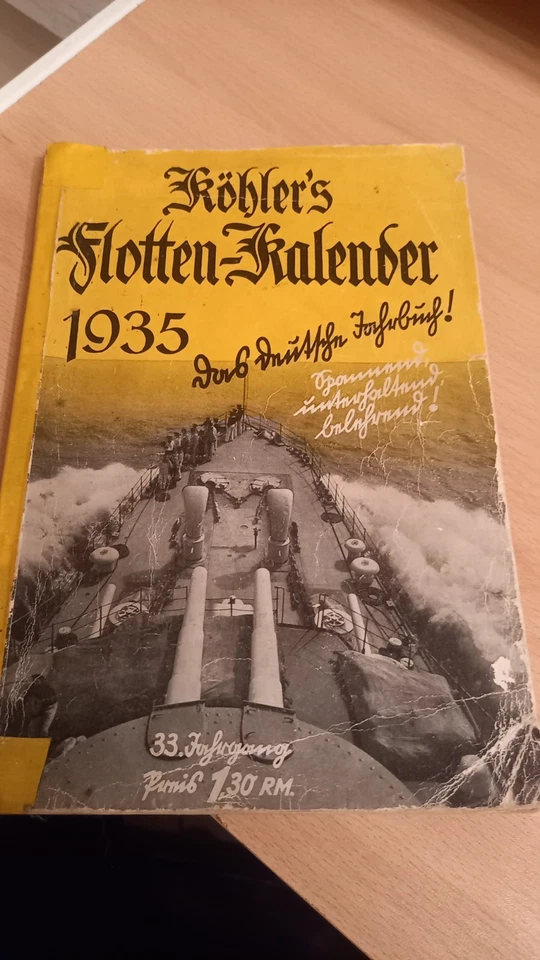 Köhler's
Flotten-Kalender
1935
das deutsche Jahrbuch!
Spannend,
unterhaltend,
belehrend!
33. Jahrgang
Preis 1,30 RM.